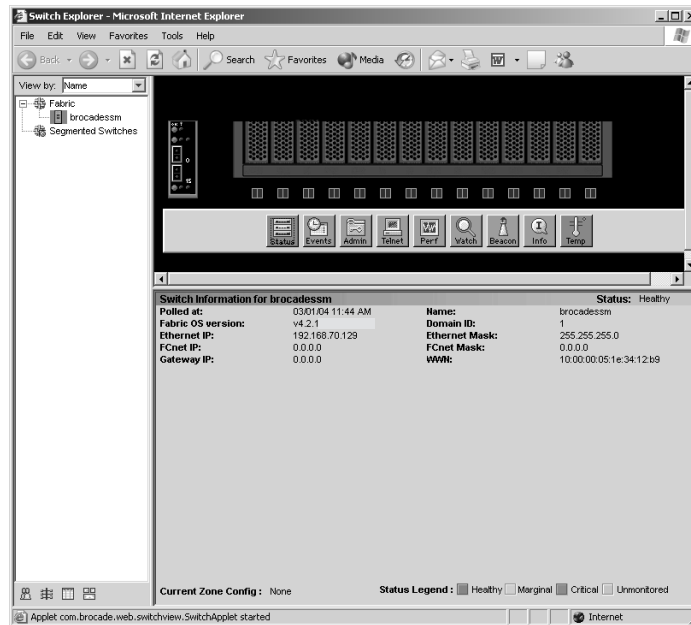 Switch Explorer - Microsoft Internet Explorer
File Edit View Favorites Tools Help
Back Search Favorites Media
View by: Name
Fabric
brocadessm
Segmented Switches
0
15
Status Events Admin Telnet Perf Watch Beacon Info Temp
Switch Information for brocadessm Status: Healthy
Polled at: 03/01/04 11:44 AM Name: brocadessm
Fabric OS version: v4.2.1 Domain ID: 1
Ethernet IP: 192.168.70.129 Ethernet Mask: 255.255.255.0
FCnet IP: 0.0.0.0 FCnet Mask: 0.0.0.0
Gateway IP: 0.0.0.0 WWN: 10:00:00:05:1e:34:12:b9
Current Zone Config : None Status Legend : Healthy Marginal Critical Unmonitored
Applet com.brocade.web.switchview.SwitchApplet started Internet